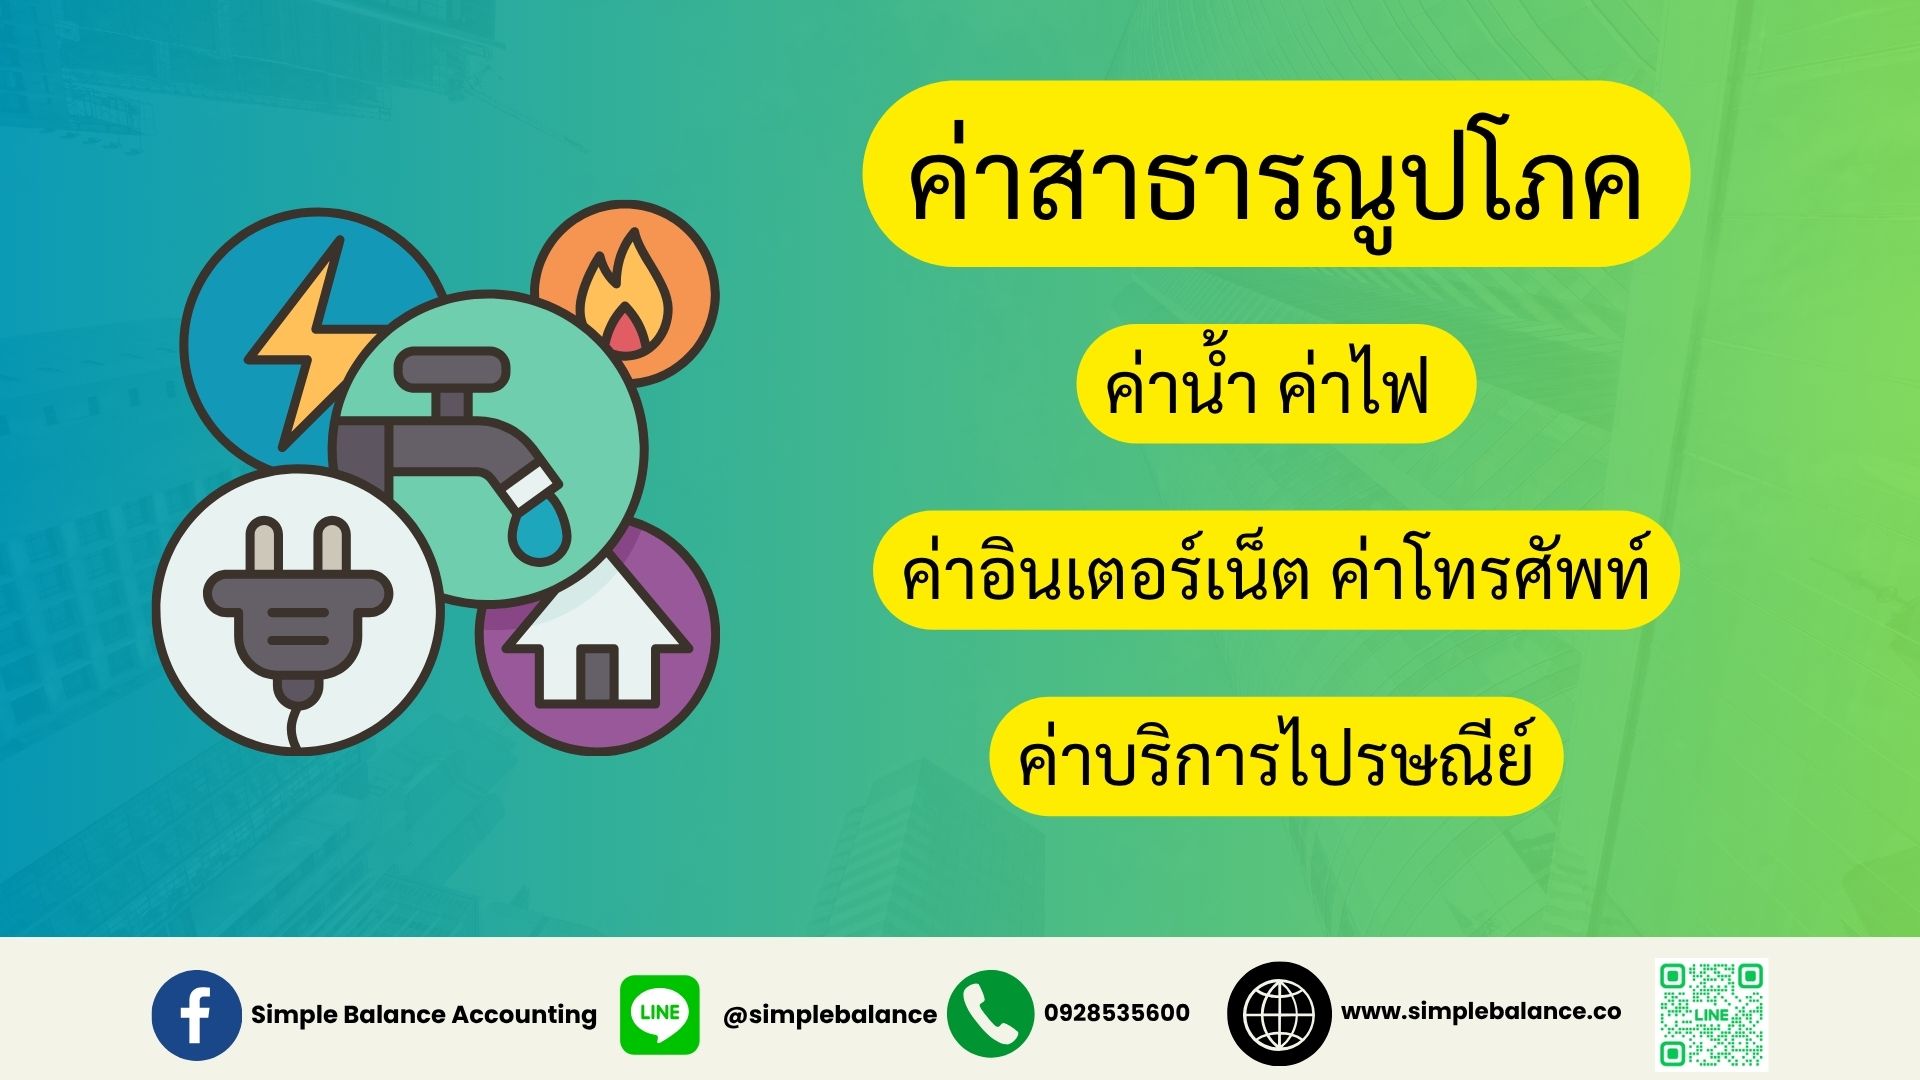 ค่าสาธารณูปโภค
ค่าน้ำ ค่าไฟ
ค่าอินเตอร์เน็ต ค่าโทรศัพท์
ค่าบริการไปรษณีย์
Simple Balance Accounting
LINE
@simplebalance
0928535600
www.simplebalance.co
LINE